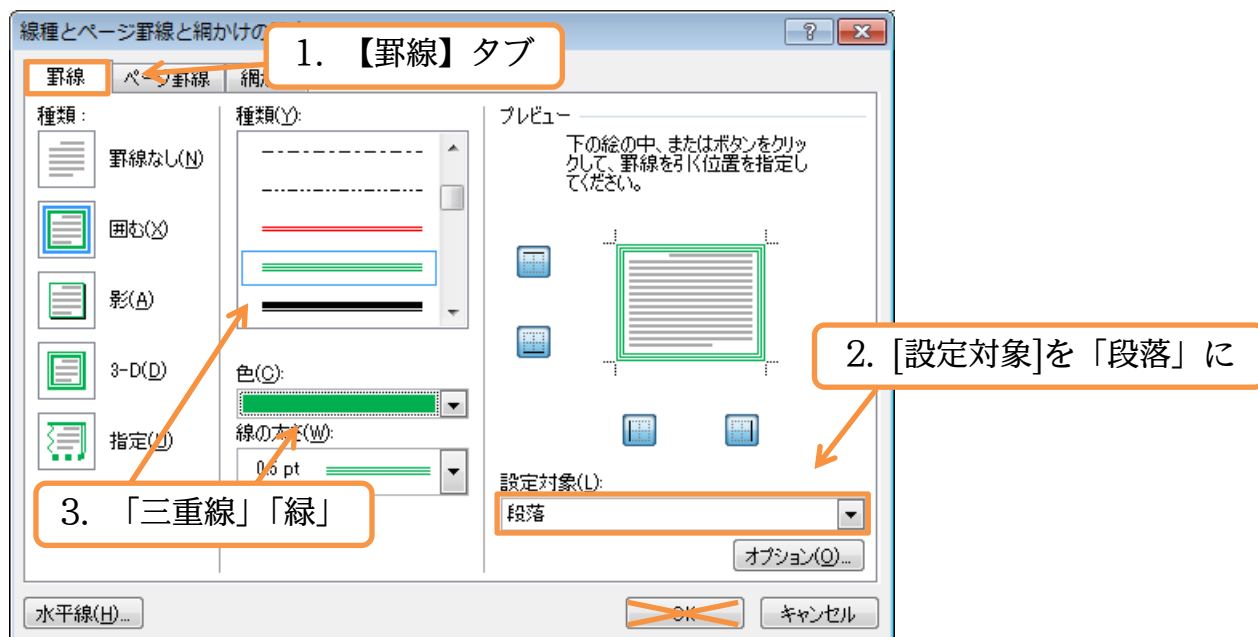 線種とページ罫線と網かけの
1. 【罫線】タブ
罫線
ページ罫線
種類:
罫線なし(N)
囲む(X)
影(A)
3-D(D)
指定(U)
種類(Y):
色(C):
線の太さ(W):
0.5 pt
3. 「三重線」「緑」
プレビュー
下の絵の中、またはボタンをクリッ
クして、罫線を引く位置を指定し
てください。
2. [設定対象]を「段落」に
設定対象(L):
段落
オプション(O)...
水平線(H)...
OK
キャンセル